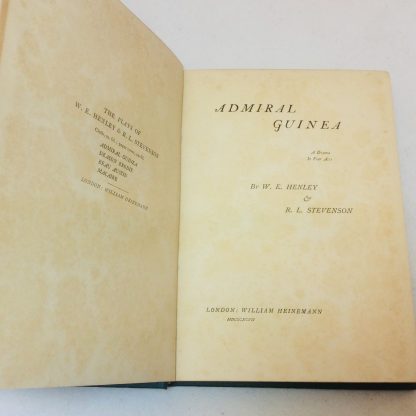 THE PLAYS OF
W. E. HENLEY & R. L. STEVENSON
ADMIRAL GUINEA
BEAU AUSTIN
MACAIRE
LONDON: WILLIAM HEINEMANN
ADMIRAL
GUINEA
A Drama
In Four Acts
By W. E. HENLEY
&
R. L. STEVENSON
LONDON: WILLIAM HEINEMANN